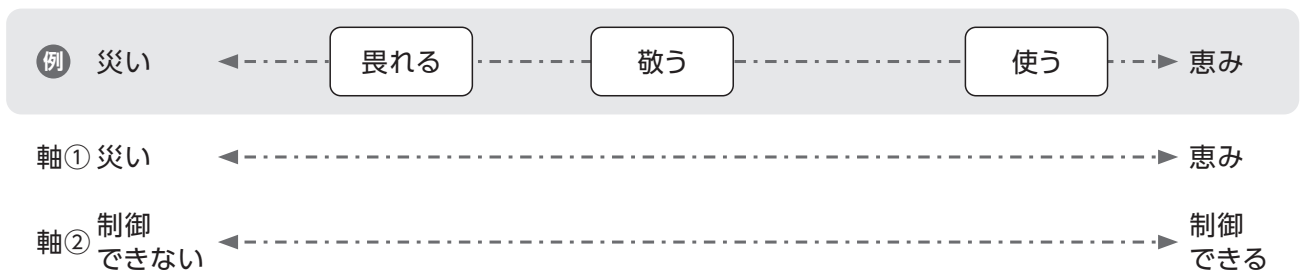 例 災い 畏れる 敬う 使う 恵み
軸① 災い 恵み
軸② 制御
できない
制御
できる